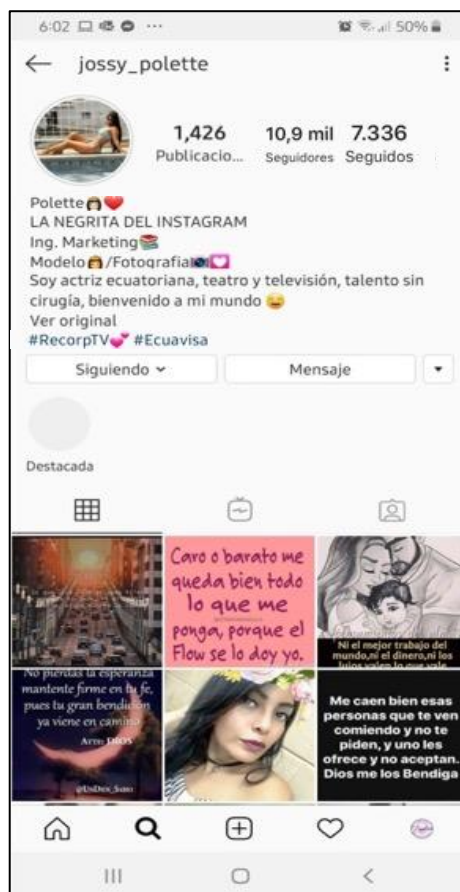 6:02 ... 50%
jossy_polette
1,426 10,9 mil 7.336
Publicacio... Seguidores Seguidos
Polette
LA NEGRITA DEL INSTAGRAM
Ing. Marketing
Modelo /Fotografia
Soy actriz ecuatoriana, teatro y televisión, talento sin
cirugía, bienvenido a mi mundo
Ver original
#RecorpTV #Ecuavisa
Siguiendo Mensaje
Destacada
Caro o barato me
queda bien todo
lo que me
ponga, porque el
Flow se lo doy yo.
Ni el mejor trabajo del
mundo,ni el dinero,ni los
lujos valen lo que vale
No pierdas la esperanza
mantente firme en tu fe,
pues tu gran bendición
ya viene en camino
Me caen bien esas
personas que te ven
comiendo y no te
piden, y uno les
ofrece y no aceptan.
Dios me los Bendiga